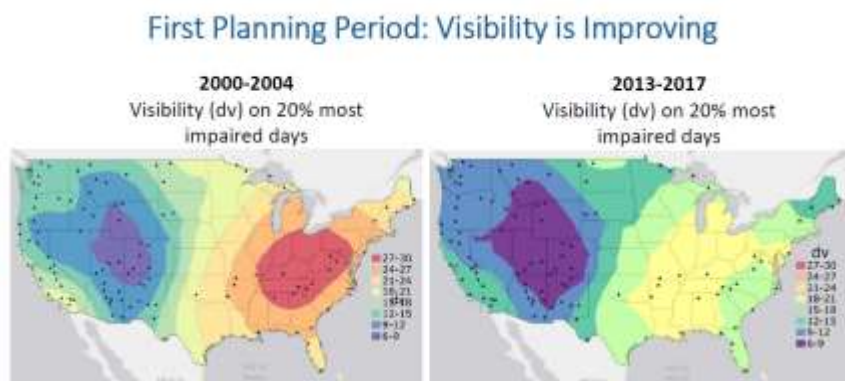 First Planning Period: Visibility is Improving
2000-2004
Visibility (dv) on 20% most
impaired days
2013-2017
Visibility (dv) on 20% most
impaired days
27-30
24-27
21-24
18-21
15-18
12-15
9-12
dv
27-30
24-27
21-24
18-21
15-18
12-15
9-12
6-9